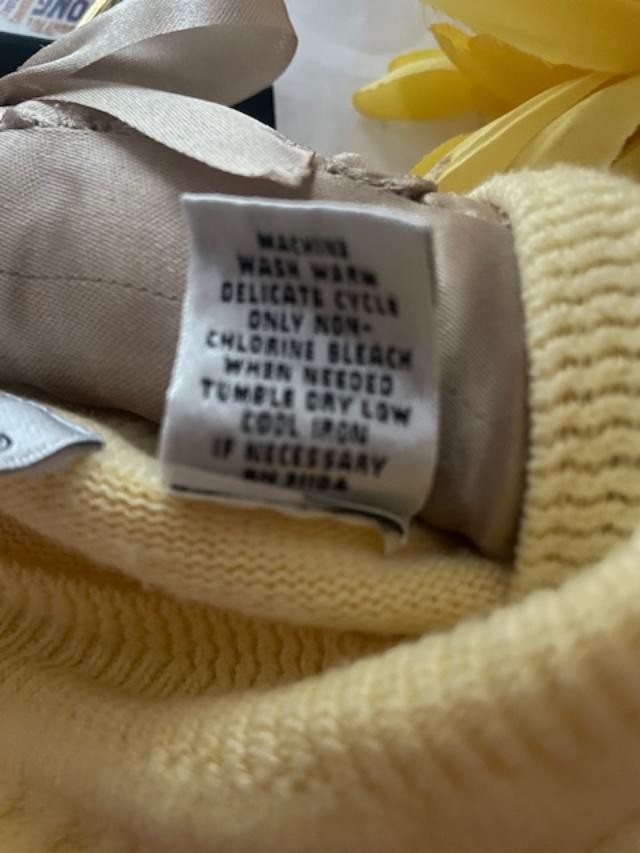 MACHINE
WASH WARM
DELICATE CYCLE
ONLY NON-
CHLORINE BLEACH
WHEN NEEDED
TUMBLE DRY LOW
COOL IRON
IF NECESSARY